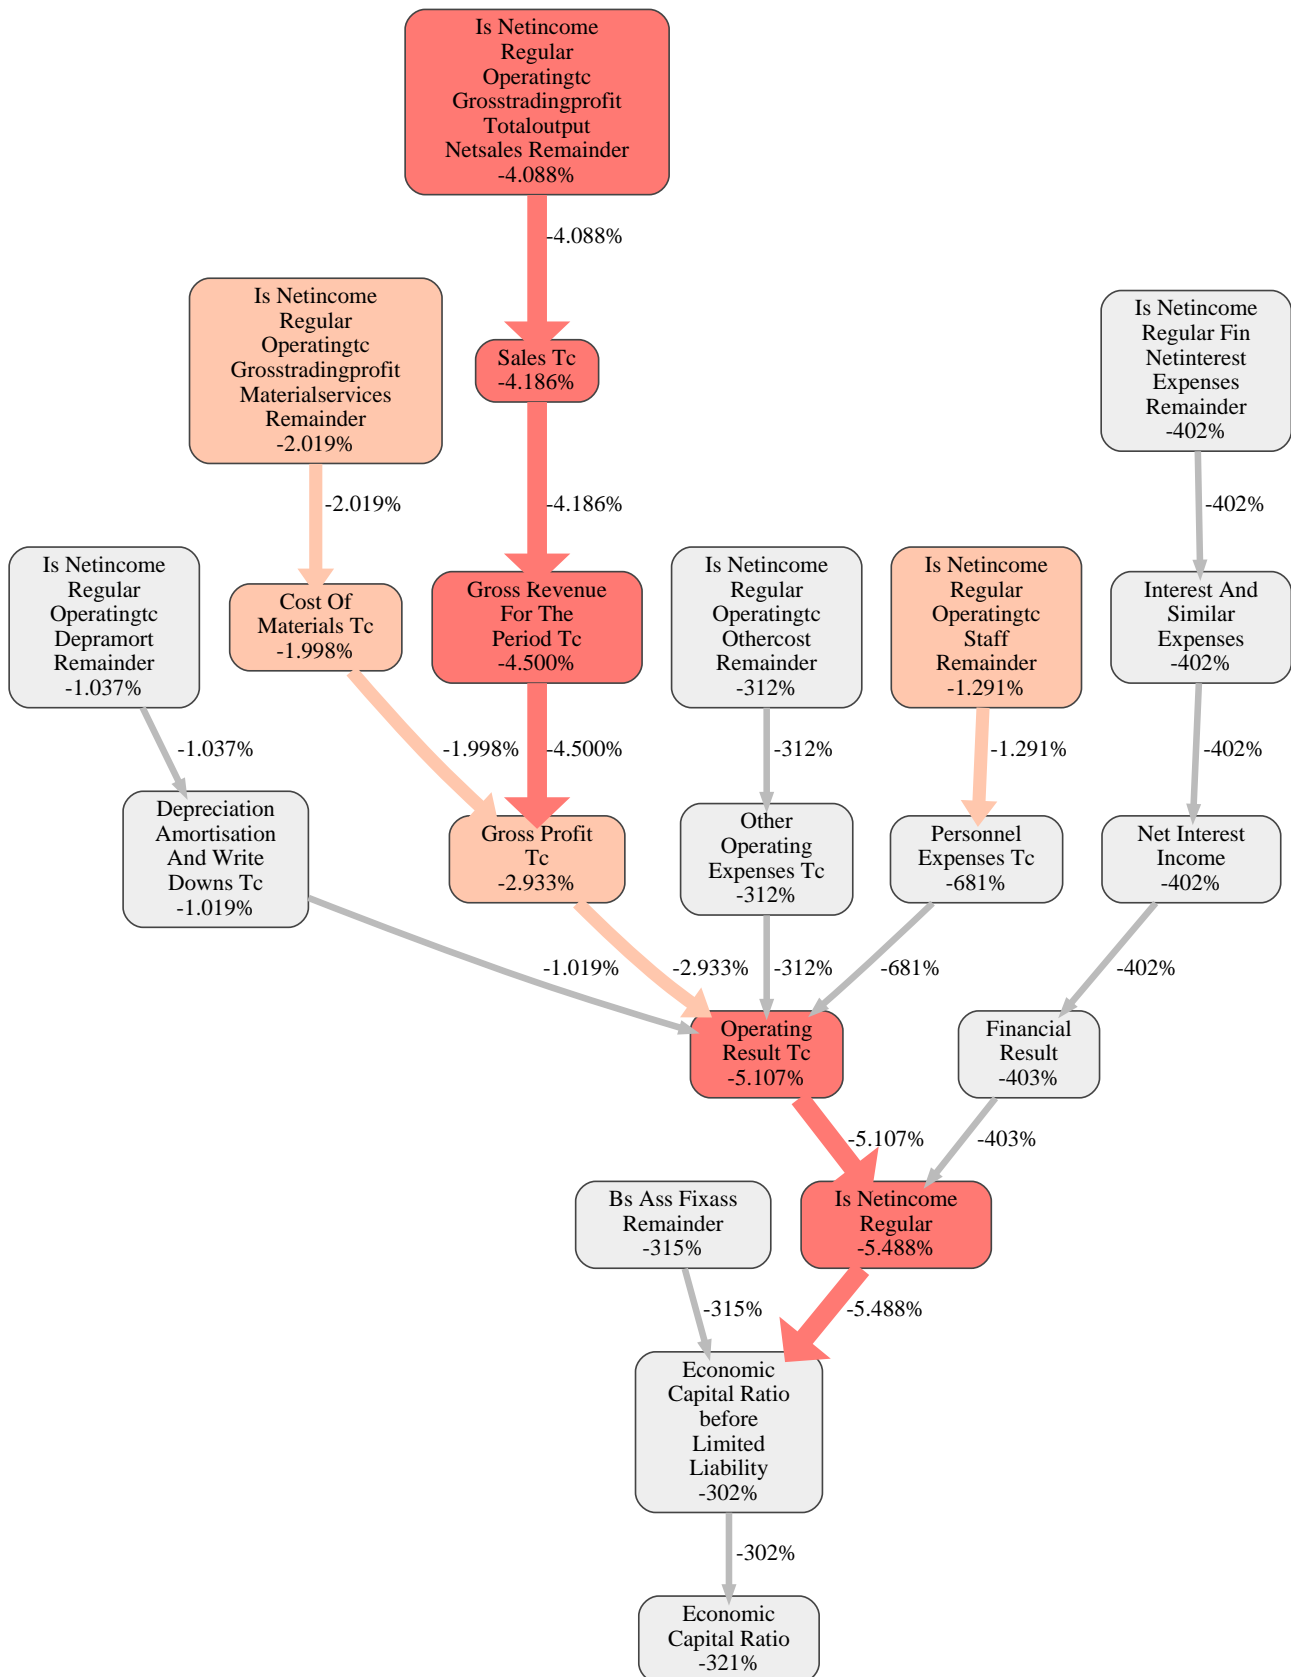 Is Netincome
Regular
Operatingtc
Grosstradingprofit
Totaloutput
Netsales Remainder
-4.088%
-4.088%
Is Netincome
Regular
Operatingtc
Grosstradingprofit
Materialservices
Remainder
-2.019%
Is Netincome
Regular Fin
Netinterest
Expenses
Remainder
-402%
Sales Tc
-4.186%
-2.019%
-4.186%
-402%
Is Netincome
Regular
Operatingtc
Depramort
Remainder
-1.037%
Cost Of
Materials Tc
-1.998%
Gross Revenue
For The
Period Tc
-4.500%
Is Netincome
Regular
Operatingtc
Othercost
Remainder
-312%
Is Netincome
Regular
Operatingtc
Staff
Remainder
-1.291%
Interest And
Similar
Expenses
-402%
-1.037%
-1.998%
-4.500%
-312%
-1.291%
-402%
Depreciation
Amortisation
And Write
Downs Tc
-1.019%
Gross Profit
Tc
-2.933%
Other
Operating
Expenses Tc
-312%
Personnel
Expenses Tc
-681%
Net Interest
Income
-402%
-1.019%
-2.933%
-312%
-681%
-402%
Operating
Result Tc
-5.107%
Financial
Result
-403%
-5.107%
-403%
Bs Ass Fixass
Remainder
-315%
Is Netincome
Regular
-5.488%
-315%
-5.488%
Economic
Capital Ratio
before
Limited
Liability
-302%
-302%
Economic
Capital Ratio
-321%